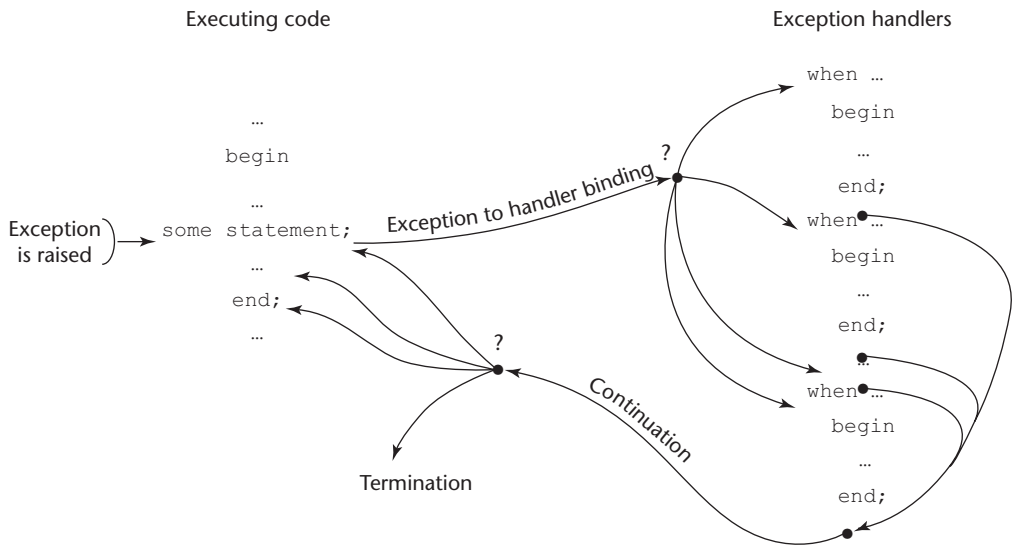 Executing code
Exception handlers
…
begin
…
some statement;
…
end;
…
Exception
is raised
Exception to handler binding
?
when …
begin
…
end;
when …
begin
…
end;
…
when …
begin
…
end;
?
Continuation
Termination